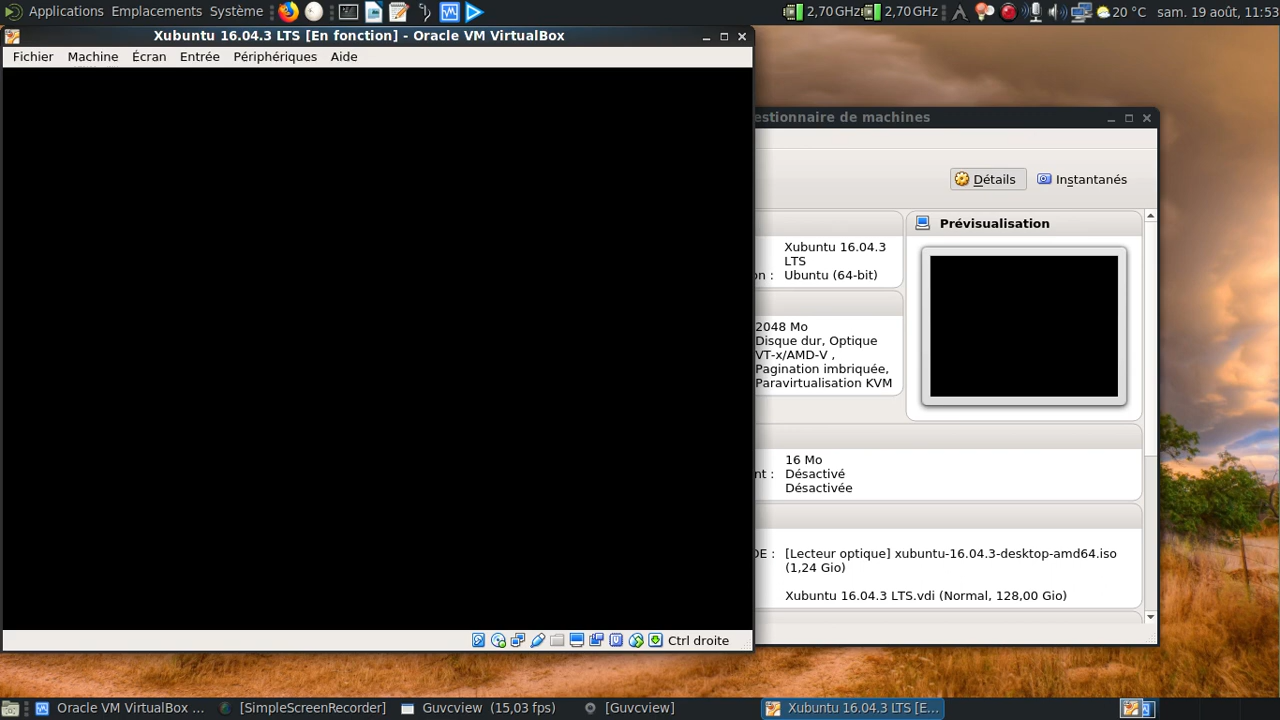 Applications Emplacements Système 2,70 GHz 2,70 GHz 20 °C sam. 19 août, 11:53
Xubuntu 16.04.3 LTS [En fonction] - Oracle VM VirtualBox
Fichier Machine Écran Entrée Périphériques Aide
estionnaire de machines
Détails Instantanés
Prévisualisation
Xubuntu 16.04.3
LTS
on : Ubuntu (64-bit)
2048 Mo
Disque dur, Optique
VT-x/AMD-V ,
Pagination imbriquée,
Paravirtualisation KVM
16 Mo
nt : Désactivé
Désactivée
DE : [Lecteur optique] xubuntu-16.04.3-desktop-amd64.iso
(1,24 Gio)
Xubuntu 16.04.3 LTS.vdi (Normal, 128,00 Gio)
Ctrl droite
Oracle VM VirtualBox ... [SimpleScreenRecorder] Guvcview (15,03 fps) [Guvcview] Xubuntu 16.04.3 LTS [E...